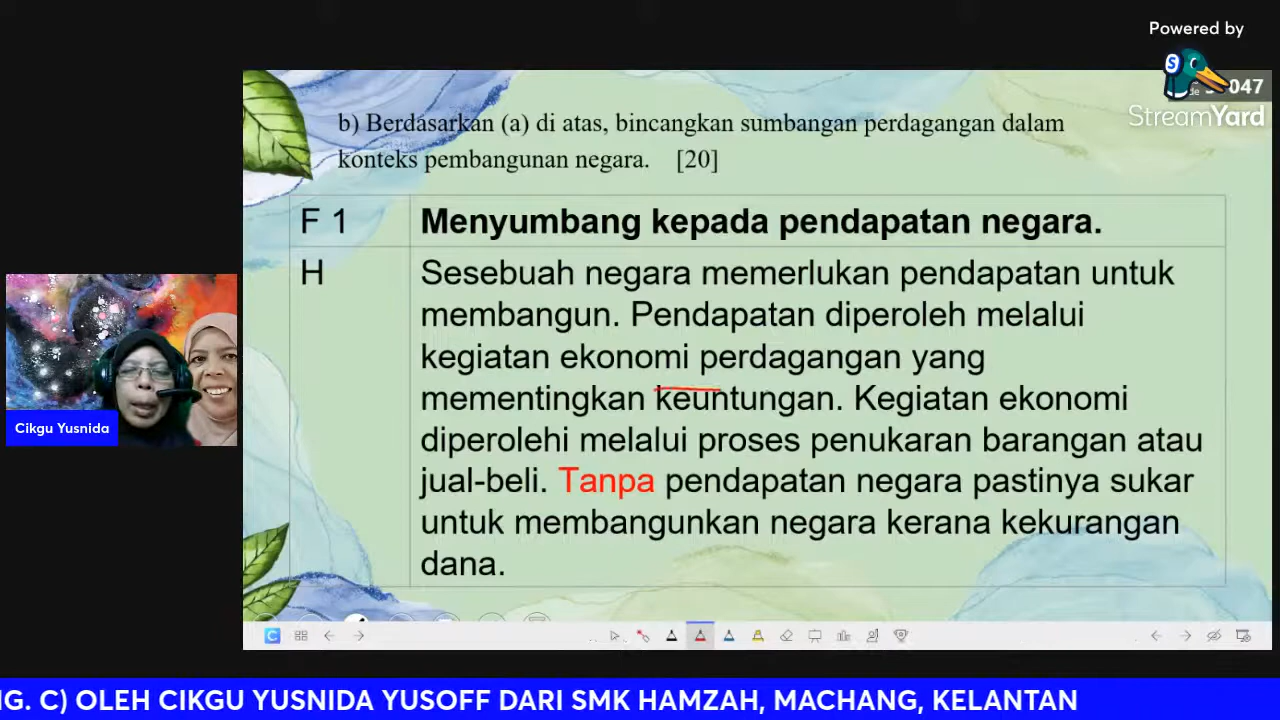 Powered by
047
StreamYard
b) Berdasarkan (a) di atas, bincangkan sumbangan perdagangan dalam
konteks pembangunan negara. [20]
F 1
Menyumbang kepada pendapatan negara.
H
Sesebuah negara memerlukan pendapatan untuk
membangun. Pendapatan diperoleh melalui
kegiatan ekonomi perdagangan yang
mementingkan keuntungan. Kegiatan ekonomi
diperolehi melalui proses penukaran barangan atau
jual-beli. Tanpa pendapatan negara pastinya sukar
untuk membangunkan negara kerana kekurangan
dana.
Cikgu Yusnida
C) OLEH CIKGU YUSNIDA YUSOFF DARI SMK HAMZAH, MACHANG, KELANTAN